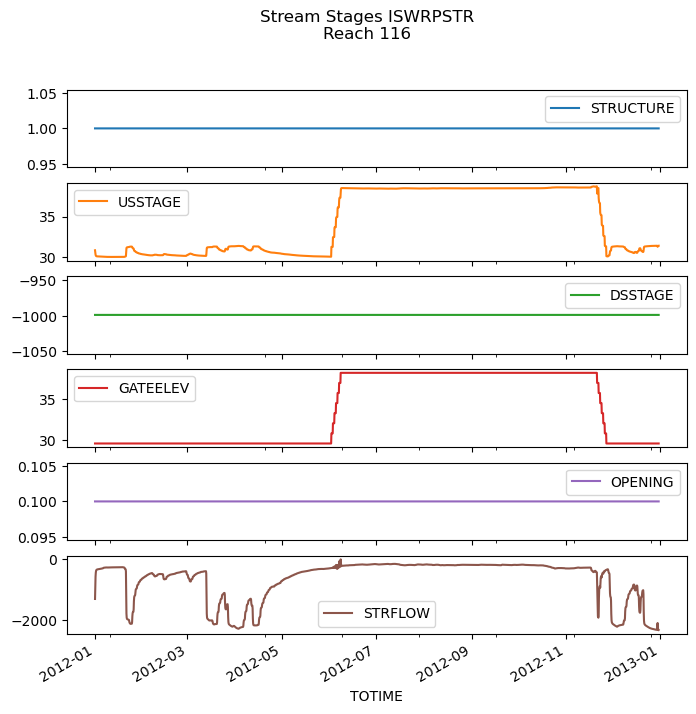 Stream Stages ISWRPSTR
Reach 116
1.05
1.00
0.95
STRUCTURE
35
30
USSTAGE
−950
−1000
−1050
DSSTAGE
35
30
GATEELEV
0.105
0.100
0.095
OPENING
0
−2000
STRFLOW
2012-01
2012-03
2012-05
2012-07
2012-09
2012-11
2013-01
TOTIME